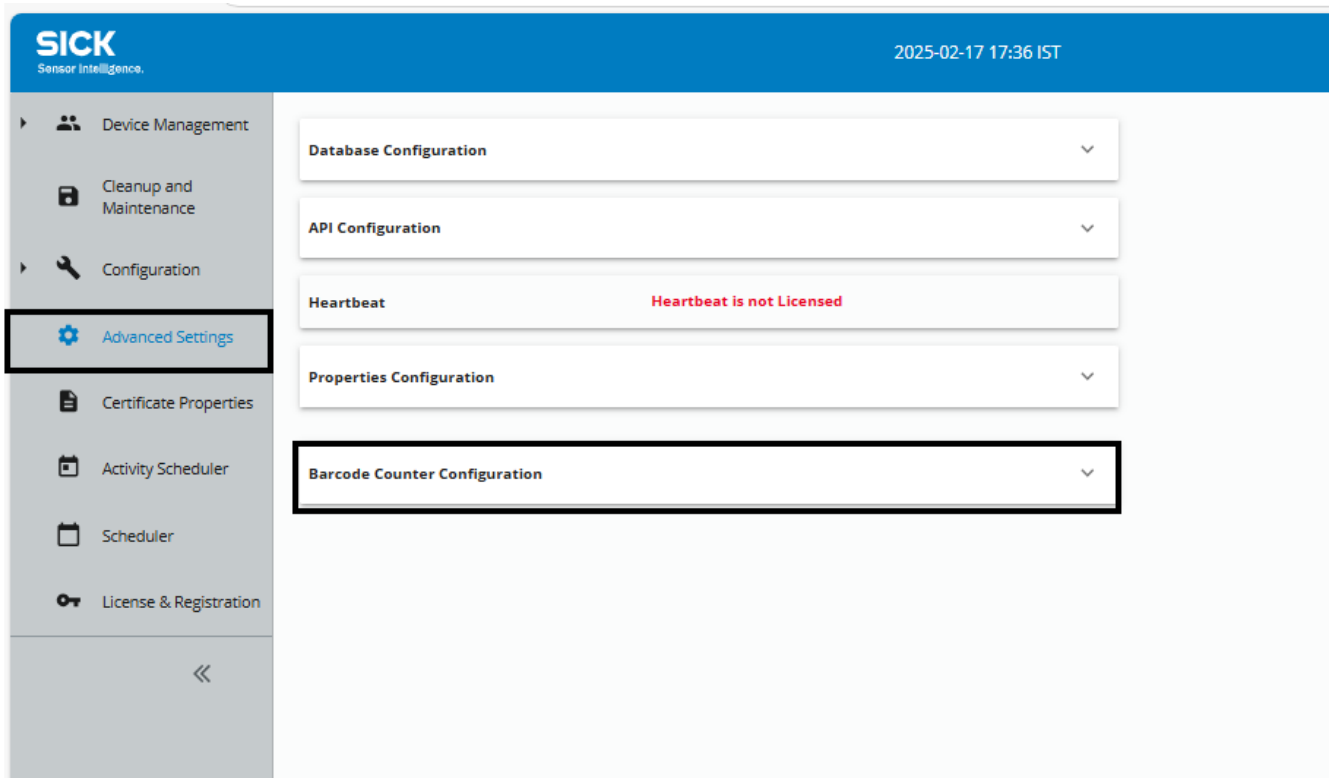 SICK
Sensor Intelligence.
2025-02-17 17:36 IST
Device Management
Cleanup and
Maintenance
Configuration
Advanced Settings
Certificate Properties
Activity Scheduler
Scheduler
License & Registration
Database Configuration
API Configuration
Heartbeat Heartbeat is not Licensed
Properties Configuration
Barcode Counter Configuration